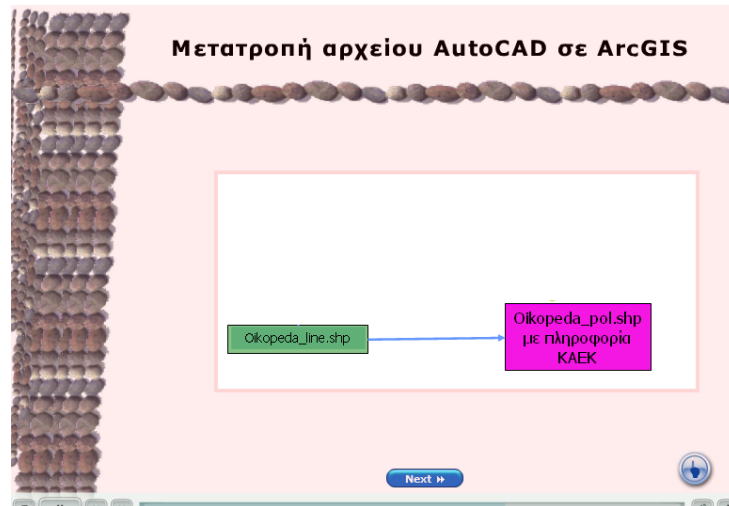 Μετατροπή αρχείου AutoCAD σε ArcGIS
Oikopeda_line.shp
Oikopeda_pol.shp
με πληροφορία
ΚΑΕΚ
Next